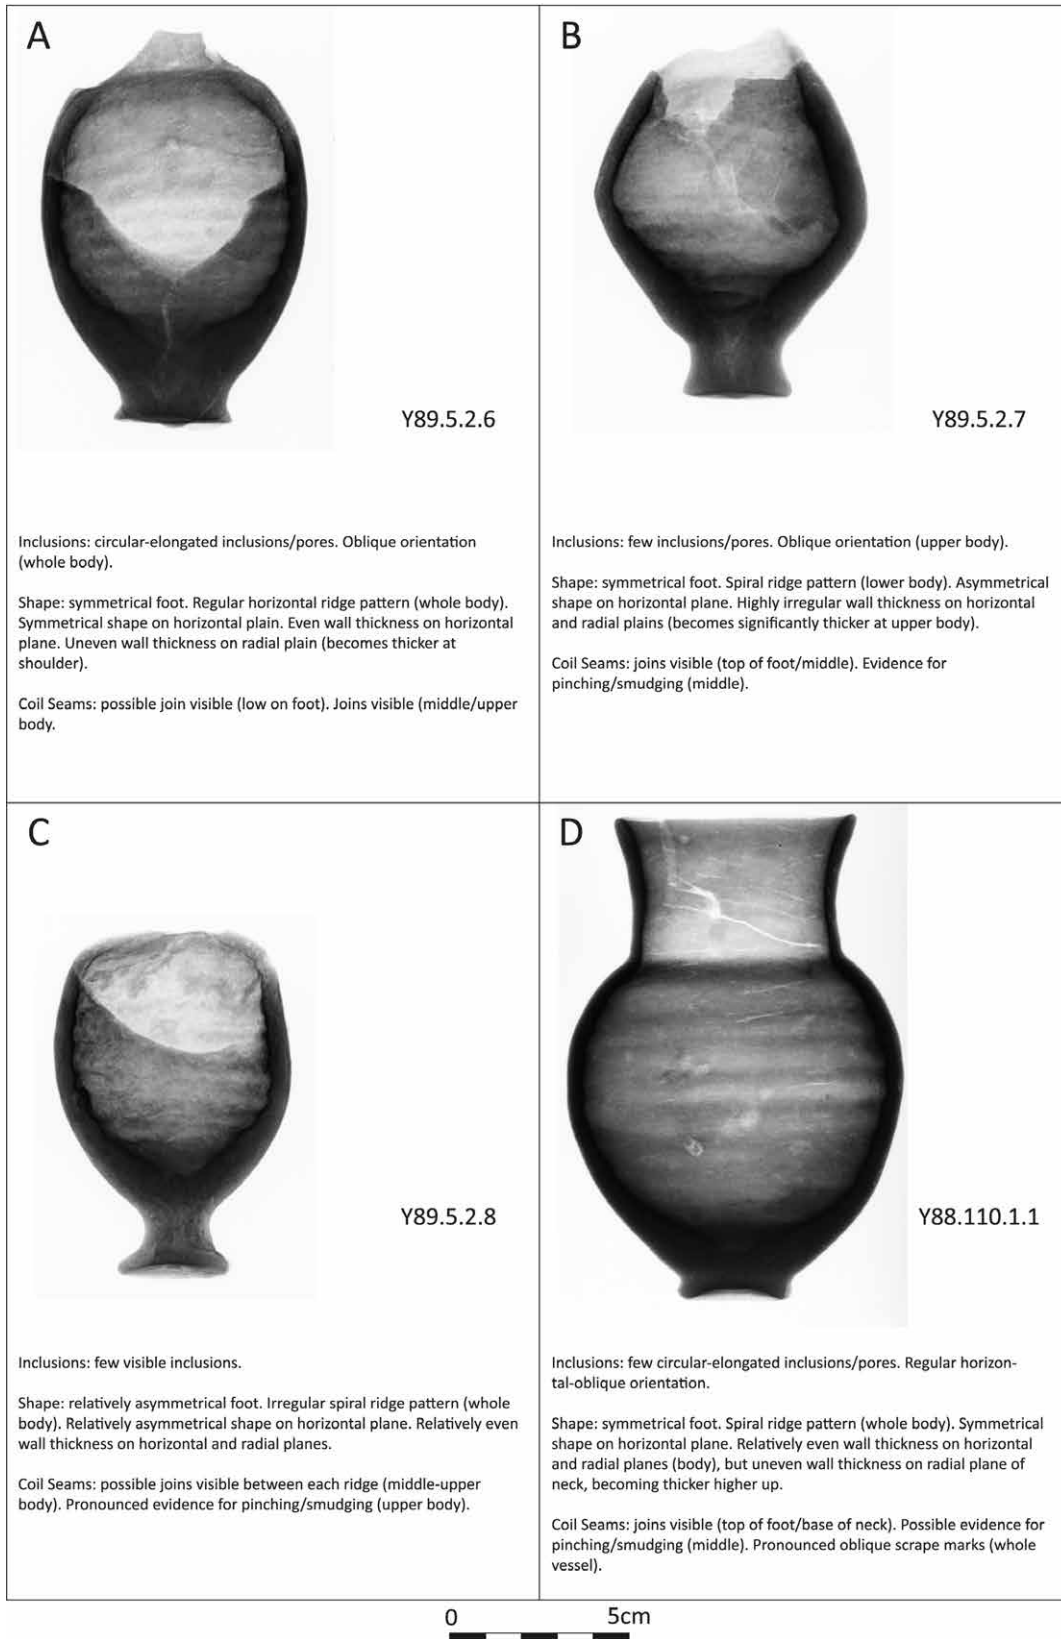 A
Y89.5.2.6
Inclusions: circular-elongated inclusions/pores. Oblique orientation
(whole body).
Shape: symmetrical foot. Regular horizontal ridge pattern (whole body).
Symmetrical shape on horizontal plain. Even wall thickness on horizontal
plane. Uneven wall thickness on radial plain (becomes thicker at
shoulder).
Coil Seams: possible join visible (low on foot). Joins visible (middle/upper
body.
B
Y89.5.2.7
Inclusions: few inclusions/pores. Oblique orientation (upper body).
Shape: symmetrical foot. Spiral ridge pattern (lower body). Asymmetrical
shape on horizontal plane. Highly irregular wall thickness on horizontal
and radial plains (becomes significantly thicker at upper body).
Coil Seams: joins visible (top of foot/middle). Evidence for
pinching/smudging (middle).
C
Y89.5.2.8
Inclusions: few visible inclusions.
Shape: relatively asymmetrical foot. Irregular spiral ridge pattern (whole
body). Relatively asymmetrical shape on horizontal plane. Relatively even
wall thickness on horizontal and radial planes.
Coil Seams: possible joins visible between each ridge (middle-upper
body). Pronounced evidence for pinching/smudging (upper body).
D
Y88.110.1.1
Inclusions: few circular-elongated inclusions/pores. Regular horizon-
tal-oblique orientation.
Shape: symmetrical foot. Spiral ridge pattern (whole body). Symmetrical
shape on horizontal plane. Relatively even wall thickness on horizontal
and radial planes (body), but uneven wall thickness on radial plane of
neck, becoming thicker higher up.
Coil Seams: joins visible (top of foot/base of neck). Possible evidence for
pinching/smudging (middle). Pronounced oblique scrape marks (whole
vessel).
0 5cm